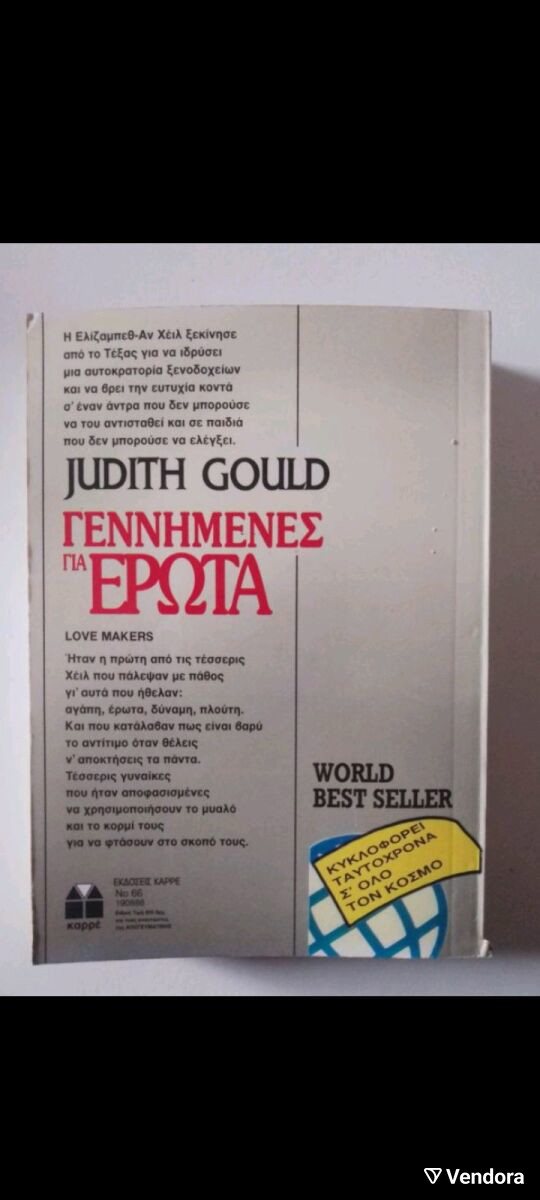 Η Ελίζαμπεθ-Αν Χέιλ ξεκίνησε
από το Τέξας για να ιδρύσει
μια αυτοκρατορία ξενοδοχείων
και να βρει την ευτυχία κοντά
σ' έναν άντρα που δεν μπορούσε
να του αντισταθεί και σε παιδιά
που δεν μπορούσε να ελέγξει.
JUDITH GOULD
ΓΕΝΝΗΜΕΝΕΣ
ΓΙΑ ΕΡΩΤΑ
LOVE MAKERS
Ήταν η πρώτη από τις τέσσερις
Χέιλ που πάλεψαν με πάθος
γι' αυτά που ήθελαν:
αγάπη, έρωτα, δύναμη, πλούτη.
Και που κατάλαβαν πως είναι βαρύ
το αντίτιμο όταν θέλεις
ν' αποκτήσεις τα πάντα.
Τέσσερις γυναίκες
που ήταν αποφασισμένες
να χρησιμοποιήσουν το μυαλό
και το κορμί τους
για να φτάσουν στο σκοπό τους.
WORLD
BEST SELLER
ΚΥΚΛΟΦΟΡΕΙ
ΤΑΥΤΟΧΡΟΝΑ
Σ' ΟΛΟ
ΤΟΝ ΚΟΣΜΟ
καρρέ
ΕΚΔΟΣΕΙΣ ΚΑΡΡΕ
Νο 66
Vendora